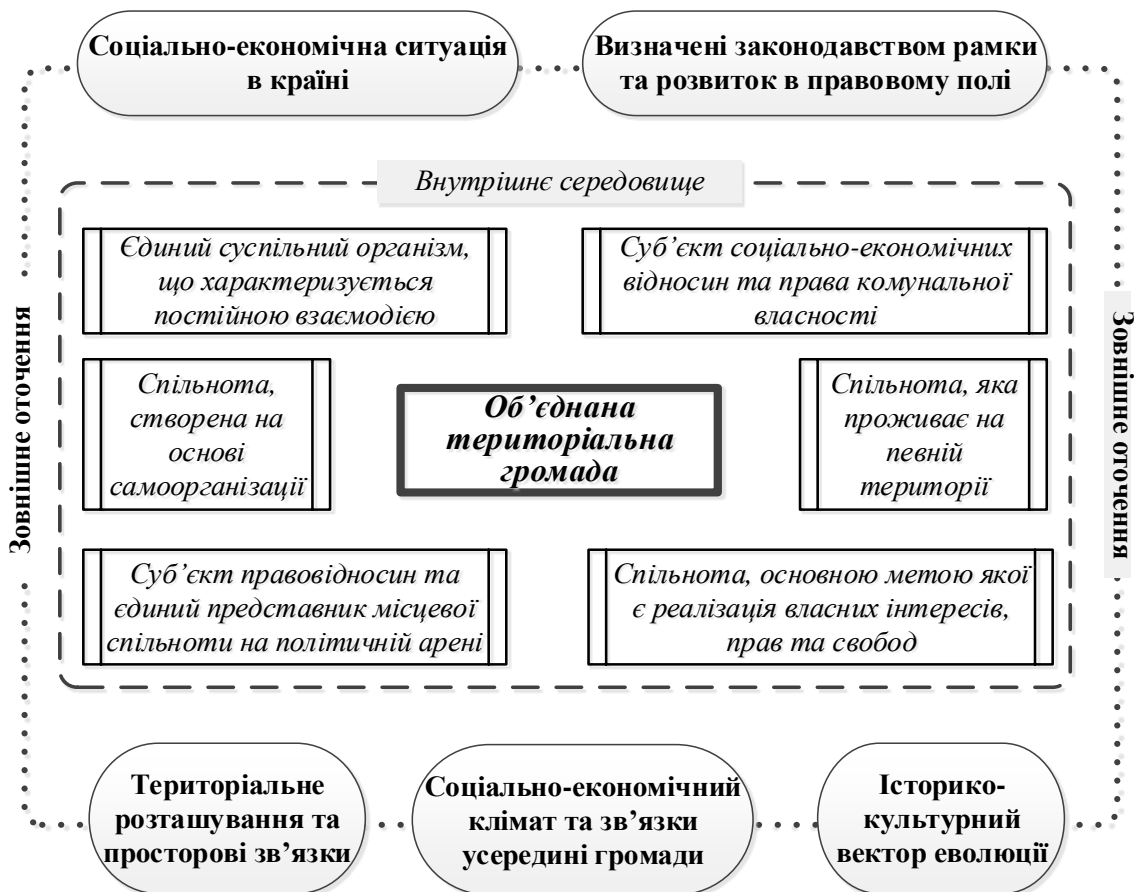 Соціально-економічна ситуація
в країні
Визначені законодавством рамки
та розвиток в правовому полі
Зовнішнє оточення
Внутрішнє середовище
Єдиний суспільний організм,
що характеризується
постійною взаємодією
Суб’єкт соціально-економічних
відносин та права комунальної
власності
Спільнота,
створена на
основі
самоорганізації
Об’єднана
територіальна
громада
Спільнота, яка
проживає на
певній
території
Суб’єкт правовідносин та
єдиний представник місцевої
спільноти на політичній арені
Спільнота, основною метою якої
є реалізація власних інтересів,
прав та свобод
Зовнішнє оточення
Територіальне
розташування та
просторові зв’язки
Соціально-економічний
клімат та зв’язки
усередині громади
Історико-
культурний
вектор еволюції